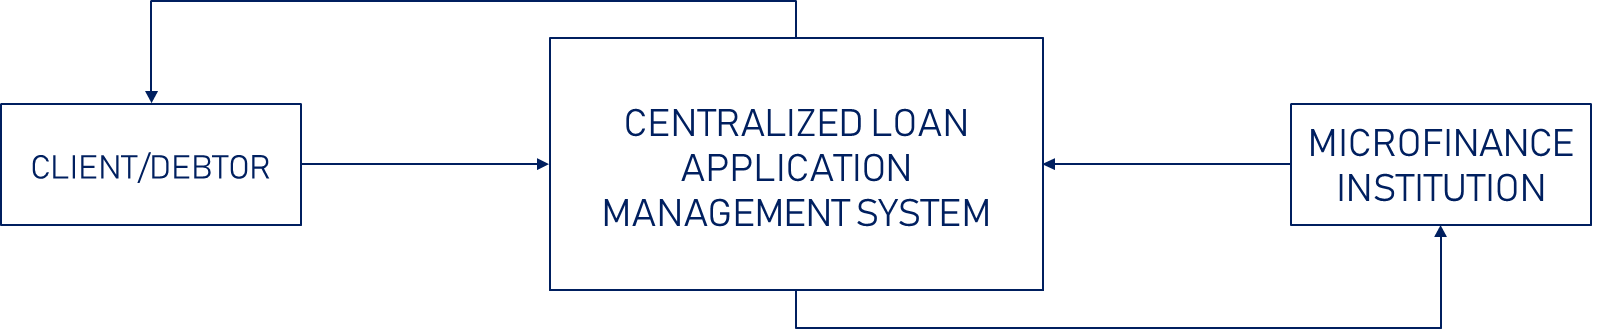 CLIENT/DEBTOR
CENTRALIZED LOAN
APPLICATION
MANAGEMENT SYSTEM
MICROFINANCE
INSTITUTION